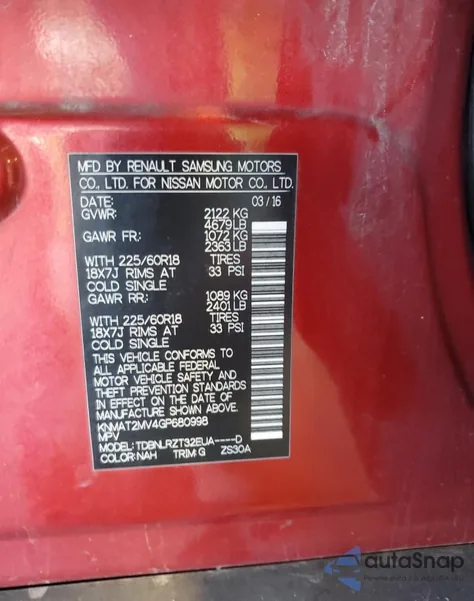 MFD BY RENAULT SAMSUNG MOTORS
CO., LTD. FOR NISSAN MOTOR CO., LTD.
DATE: 03/16
GVWR: 2122 KG
4679 LB
GAWR FR: 1072 KG
2363 LB
WITH 225/60R18 TIRES
18X7J RIMS AT 33 PSI
COLD SINGLE
GAWR RR: 1089 KG
2401 LB
WITH 225/60R18 TIRES
18X7J RIMS AT 33 PSI
COLD SINGLE
THIS VEHICLE CONFORMS TO
ALL APPLICABLE FEDERAL
MOTOR VEHICLE SAFETY AND
THEFT PREVENTION STANDARDS
IN EFFECT ON THE DATE OF
MANUFACTURE SHOWN ABOVE.
KNMAT2MV4GP680998
MPV
MODEL: TDBNLRZT32EUA----D
COLOR: NAH TRIM G ZS30A
autoSnap